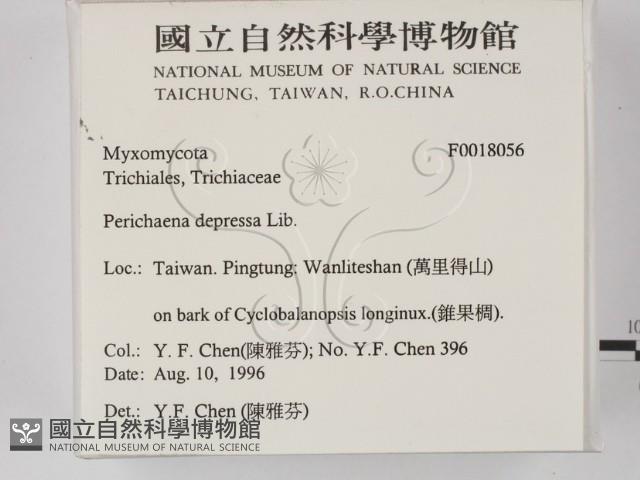 國立自然科學博物館
NATIONAL MUSEUM OF NATURAL SCIENCE
TAICHUNG, TAIWAN, R.O.CHINA
Myxomycota F0018056
Trichiales, Trichiaceae
Perichaena depressa Lib.
Loc.: Taiwan. Pingtung: Wanliteshan (萬里得山)
on bark of Cyclobalanopsis longinux.(錐果椆).
Col.: Y. F. Chen(陳雅芬); No. Y.F. Chen 396
Date: Aug. 10, 1996
Det.: Y.F. Chen (陳雅芬)
國立自然科學博物館
NATIONAL MUSEUM OF NATURAL SCIENCE